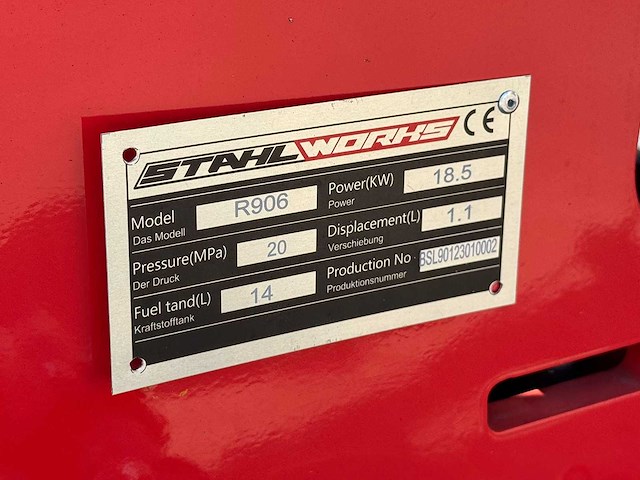 STAHLWORKS CE
Model R906
Das Modell
Pressure(MPa) 20
Der Druck
Fuel tand(L) 14
Kraftstofftank
Power(KW) 18.5
Power
Displacement(L) 1.1
Verschiebung
Production No BSL90123010002
Produktionsnummer